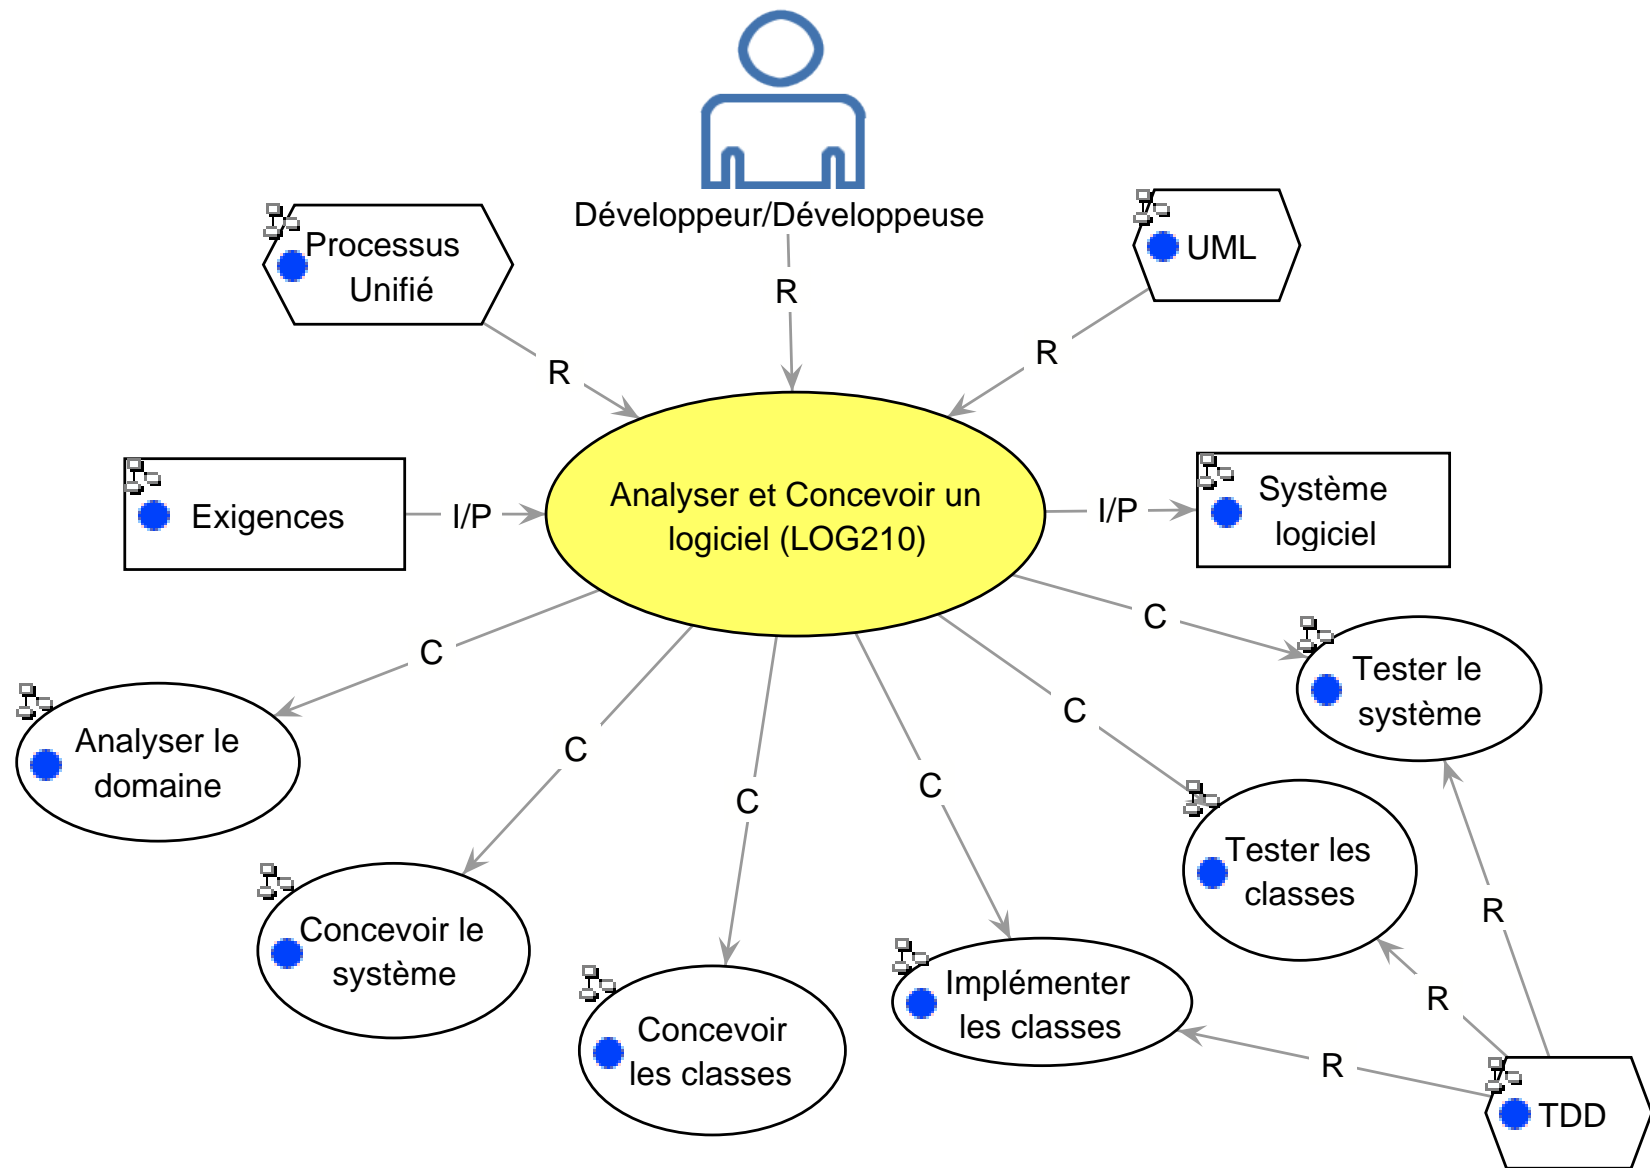 Développeur/Développeuse
Processus
Unifié
UML
R
R
R
Exigences
I/P
Analyser et Concevoir un
logiciel (LOG210)
I/P
Système
logiciel
C
C
C
C
C
C
Tester le
système
Analyser le
domaine
Tester les
classes
Concevoir le
système
Implémenter
les classes
Concevoir
les classes
R
R
R
TDD